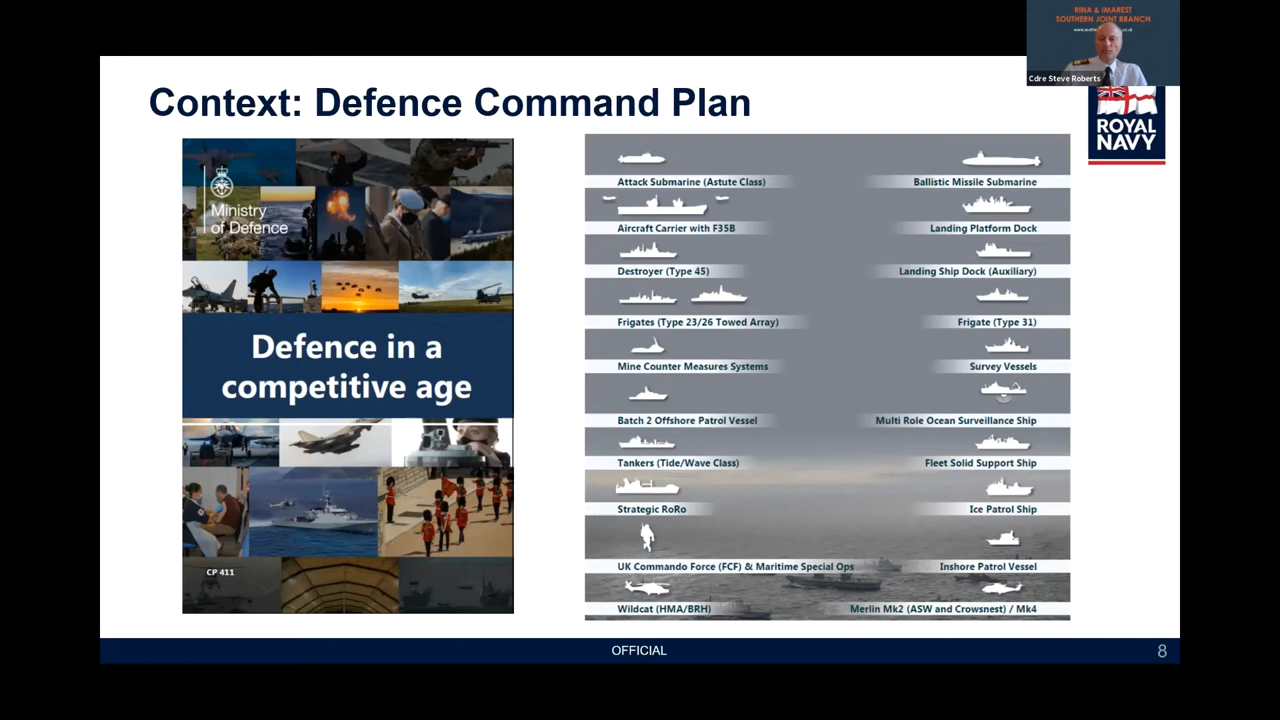 RINA & IMAREST
SOUTHERN JOINT BRANCH
Cdre Steve Roberts
Context: Defence Command Plan
ROYAL
NAVY
Ministry
of Defence
Defence in a
competitive age
CP 411
Attack Submarine (Astute Class)
Ballistic Missile Submarine
Aircraft Carrier with F35B
Landing Platform Dock
Destroyer (Type 45)
Landing Ship Dock (Auxiliary)
Frigates (Type 23/26 Towed Array)
Frigate (Type 31)
Mine Counter Measures Systems
Survey Vessels
Batch 2 Offshore Patrol Vessel
Multi Role Ocean Surveillance Ship
Tankers (Tide/Wave Class)
Fleet Solid Support Ship
Strategic RoRo
Ice Patrol Ship
UK Commando Force (FCF) & Maritime Special Ops
Inshore Patrol Vessel
Wildcat (HMA/BRH)
Merlin Mk2 (ASW and Crowsnest) / Mk4
OFFICIAL
8